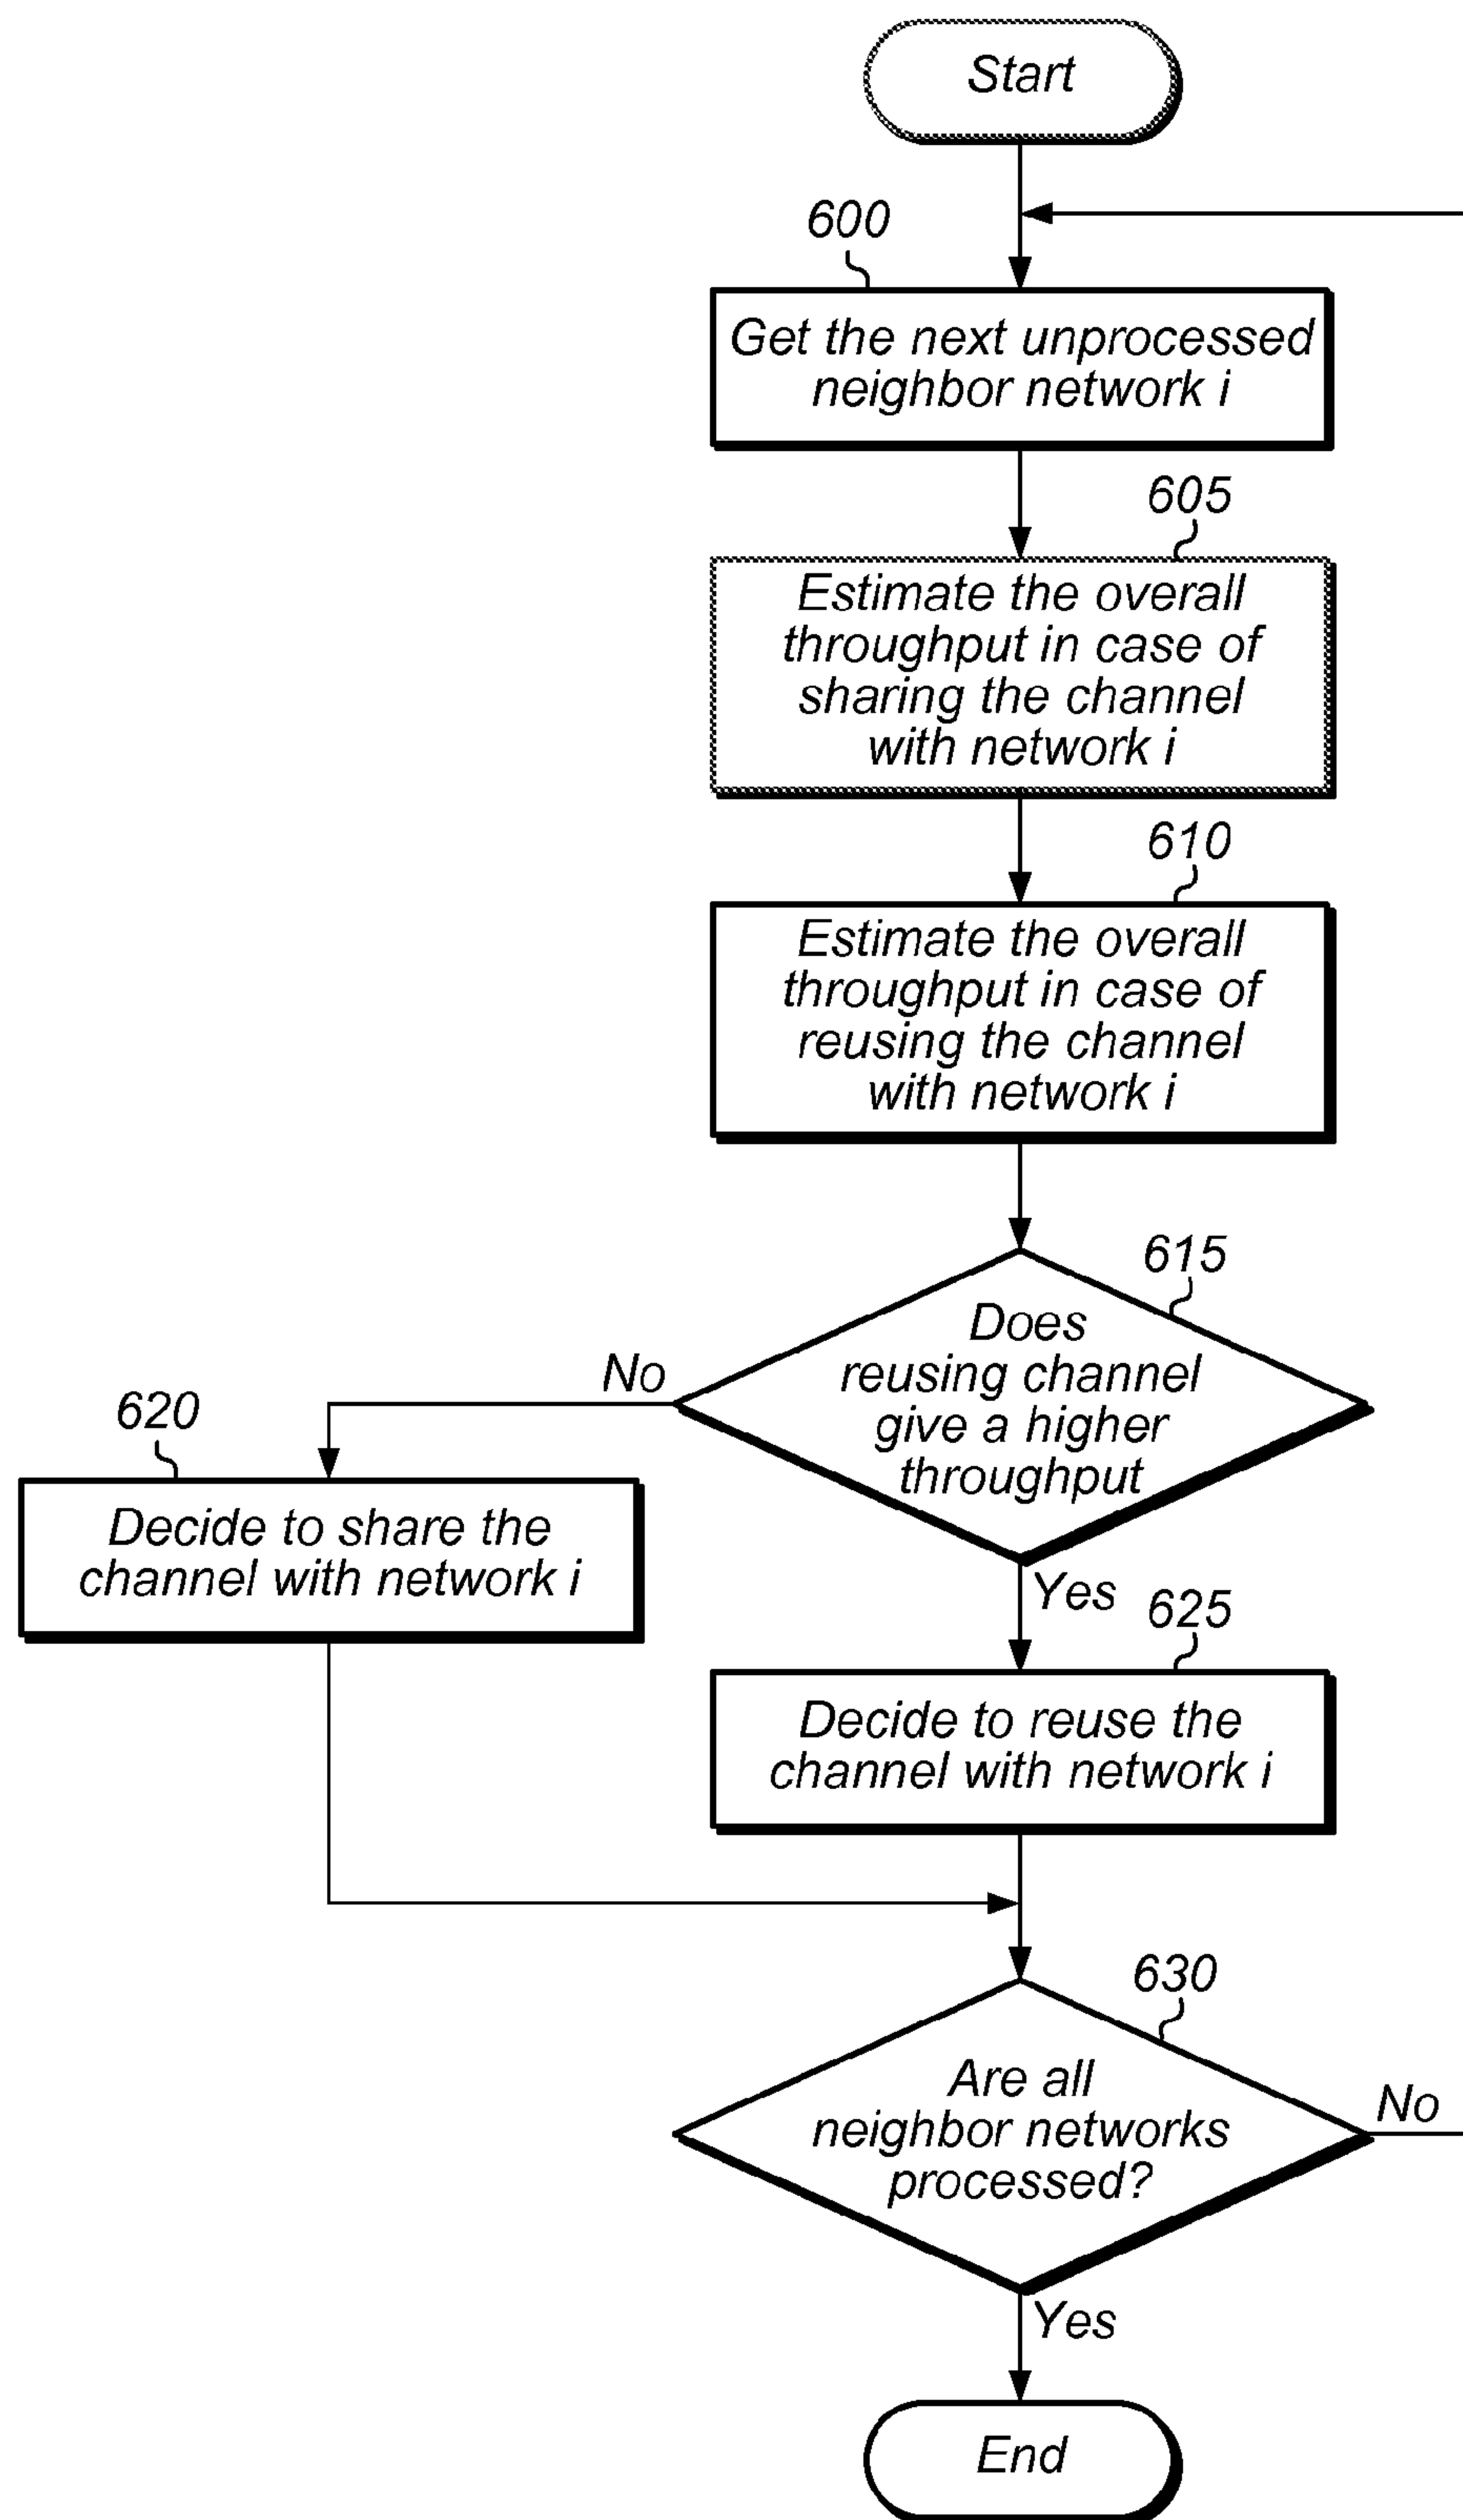 Start
600
Get the next unprocessed
neighbor network i
605
Estimate the overall
throughput in case of
sharing the channel
with network i
610
Estimate the overall
throughput in case of
reusing the channel
with network i
615
Does
reusing channel
give a higher
throughput
No
620
Decide to share the
channel with network i
Yes
625
Decide to reuse the
channel with network i
630
Are all
neighbor networks
processed?
No
Yes
End